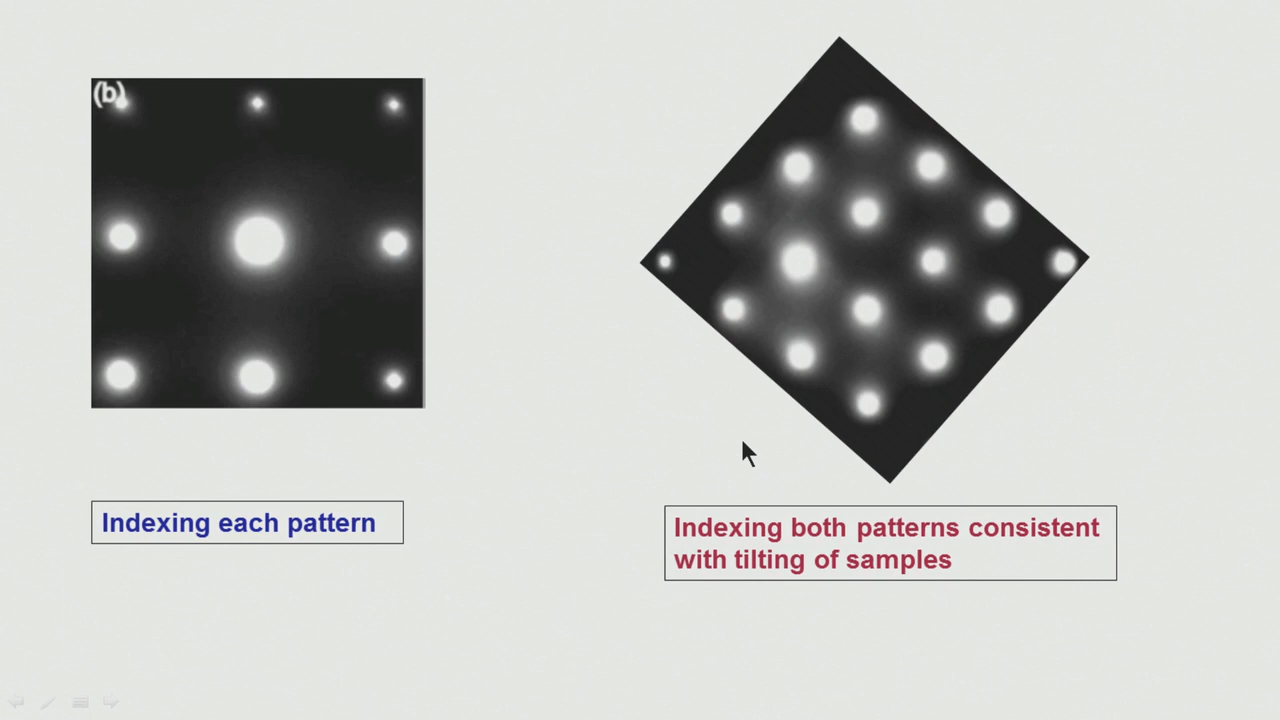 (b)
Indexing each pattern
Indexing both patterns consistent
with tilting of samples